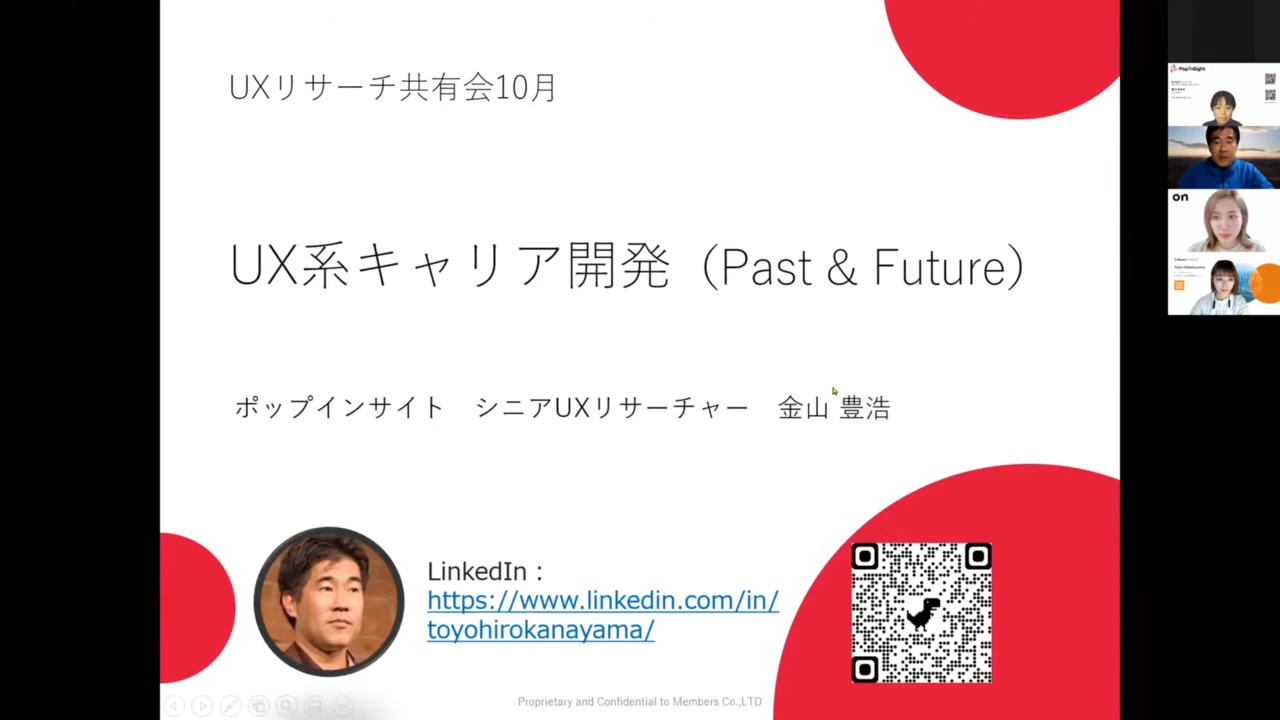 UXリサーチ共有会10月
UX系キャリア開発（Past & Future）
ポップインサイト　シニアUXリサーチャー　金山 豊浩
LinkedIn :
https://www.linkedin.com/in/
toyohirokanayama/
Proprietary and Confidential to Members Co.,LTD
PopInSight
on